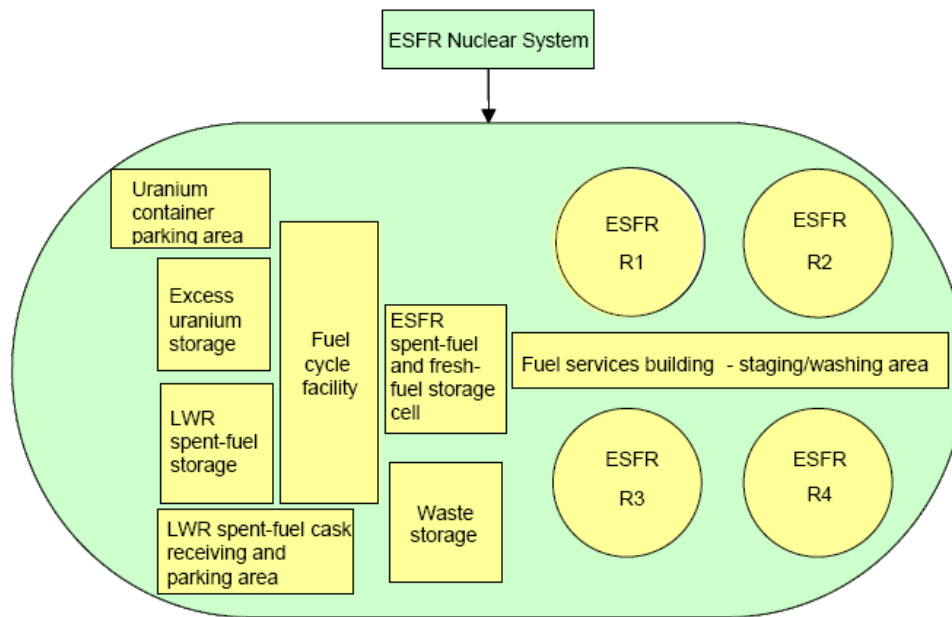 ESFR Nuclear System
Uranium
container
parking area
Excess
uranium
storage
LWR
spent-fuel
storage
LWR spent-fuel cask
receiving and
parking area
Fuel
cycle
facility
ESFR
spent-fuel
and fresh-
fuel storage
cell
Waste
storage
ESFR
R1
ESFR
R2
Fuel services building - staging/washing area
ESFR
R3
ESFR
R4